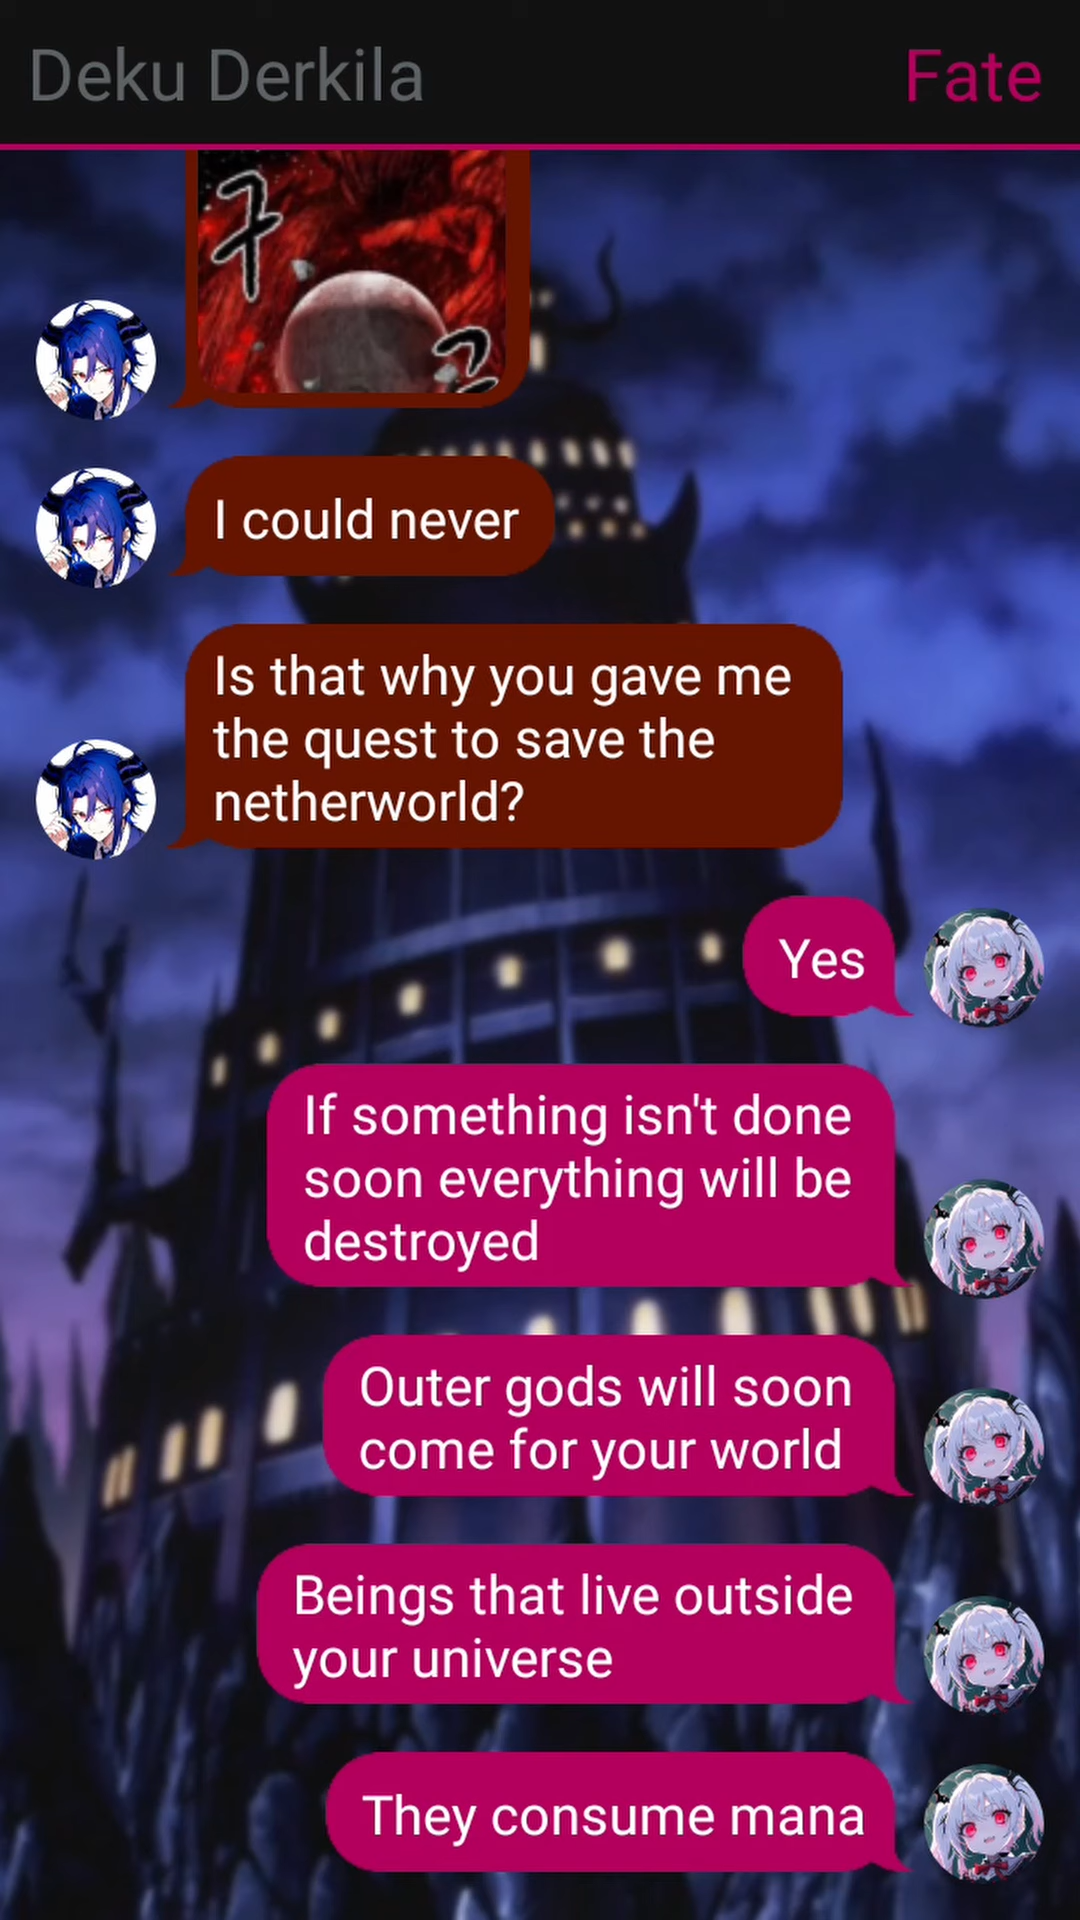 Deku Derkila
Fate
I could never
Is that why you gave me
the quest to save the
netherworld?
Yes
If something isn't done
soon everything will be
destroyed
Outer gods will soon
come for your world
Beings that live outside
your universe
They consume mana